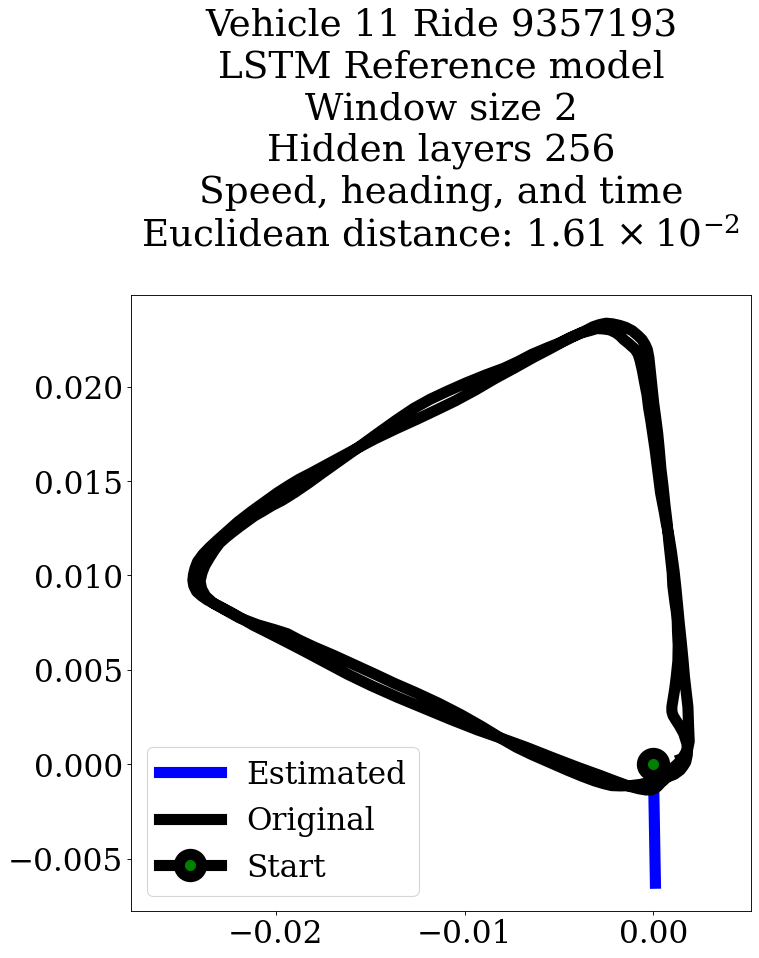 Vehicle 11 Ride 9357193
LSTM Reference model
Window size 2
Hidden layers 256
Speed, heading, and time
Euclidean distance: 1.61 × 10⁻²
0.020
0.015
0.010
0.005
0.000
−0.005
Estimated
Original
Start
−0.02 −0.01 0.00